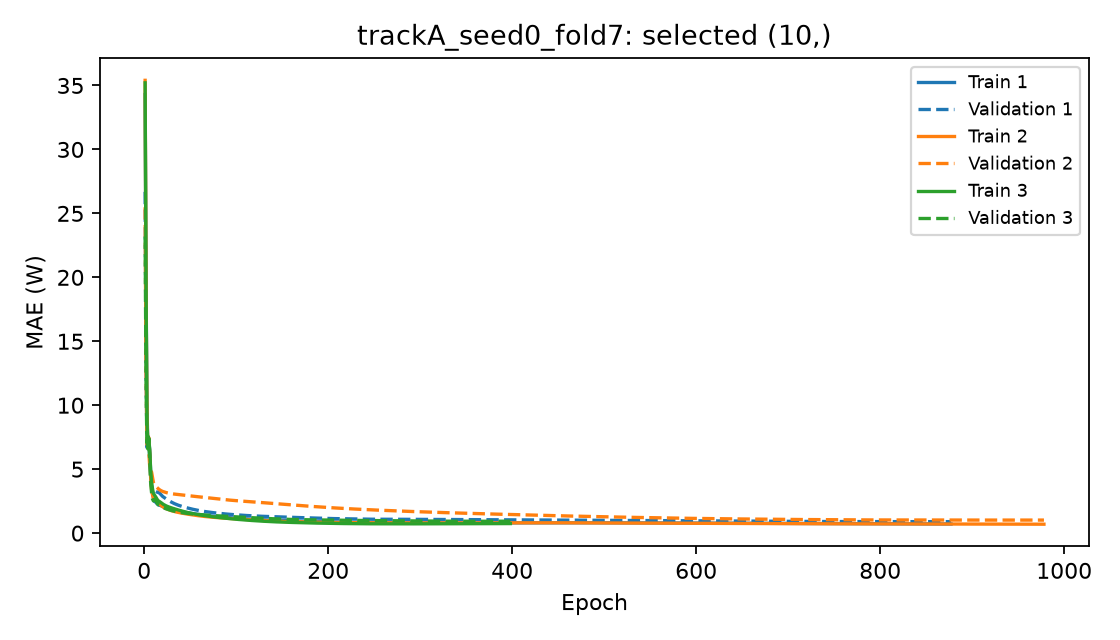 trackA_seed0_fold7: selected (10,)
MAE (W)
35
30
25
20
15
10
5
0
Train 1
Validation 1
Train 2
Validation 2
Train 3
Validation 3
0 200 400 600 800 1000
Epoch